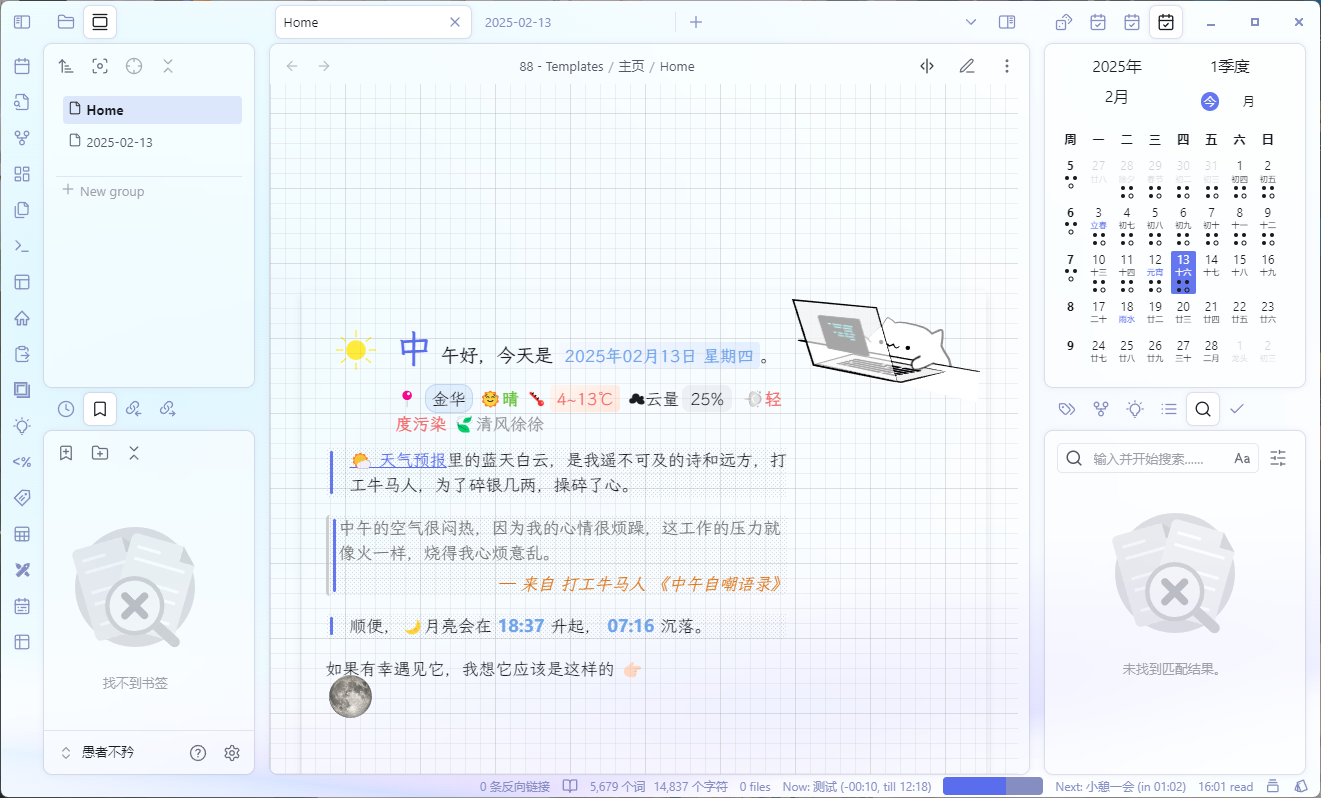 Home
2025-02-13
88 - Templates / 主页 / Home
Home
2025-02-13
New group
找不到书签
愚者不矜
中 午好，今天是 2025年02月13日 星期四 。
金华 晴 4~13℃ 云量 25% 轻
度污染 清风徐徐
天气预报里的蓝天白云，是我遥不可及的诗和远方，打
工牛马人，为了碎银几两，操碎了心。
中午的空气很闷热，因为我的心情很烦躁，这工作的压力就
像火一样，烧得我心烦意乱。
— 来自 打工牛马人 《中午自嘲语录》
顺便， 月亮会在 18:37 升起， 07:16 沉落。
如果有幸遇见它，我想它应该是这样的
2025年 1季度
2月 今 月
周 一 二 三 四 五 六 日
5 27 28 29 30 31 1 2
廿八 除夕 春节 初二 初三 初四 初五
6 3 4 5 6 7 8 9
立春 初七 初八 初九 初十 十一 十二
7 10 11 12 13 14 15 16
十三 十四 元宵 十六 十七 十八 十九
8 17 18 19 20 21 22 23
二十 雨水 廿二 廿三 廿四 廿五 廿六
9 24 25 26 27 28 1 2
廿七 廿八 廿九 三十 二月 龙头 初三
输入并开始搜索...... Aa
未找到匹配结果。
<%
0 条反向链接 5,679 个词 14,837 个字符 0 files Now: 测试 (-00:10, till 12:18) Next: 小憩一会 (in 01:02) 16:01 read